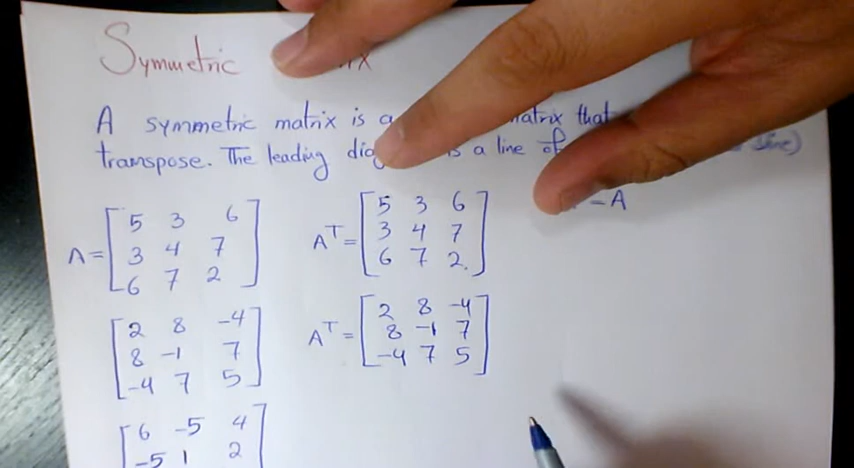 Symmetric
A symmetric matrix is a matrix that
transpose. The leading is a line of
A = [5 3 6
3 4 7
6 7 2]
Aᵀ = [5 3 6
3 4 7
6 7 2]
= A
[2 8 -4
8 -1 7
-4 7 5]
Aᵀ = [2 8 -4
8 -1 7
-4 7 5]
[6 -5 4
-5 1 2